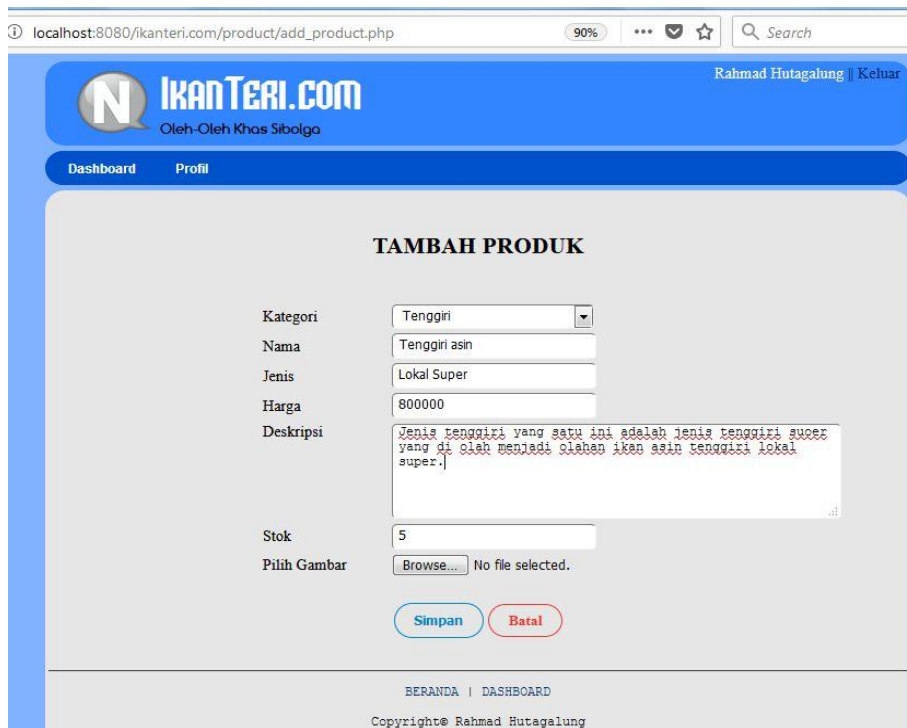 localhost:8080/ikanteri.com/product/add_product.php 90% Search
Rahmad Hutagalung || Keluar
N IkanTeri.com
Oleh-Oleh Khas Sibolga
Dashboard Profil
TAMBAH PRODUK
Kategori Tenggiri
Nama Tenggiri asin
Jenis Lokal Super
Harga 800000
Deskripsi Jenis tenggiri yang satu ini adalah jenis tenggiri suoer
yang di olah menjadi olahan ikan asin tenggiri lokal
super.
Stok 5
Pilih Gambar Browse... No file selected.
Simpan Batal
BERANDA | DASHBOARD
Copyright© Rahmad Hutagalung